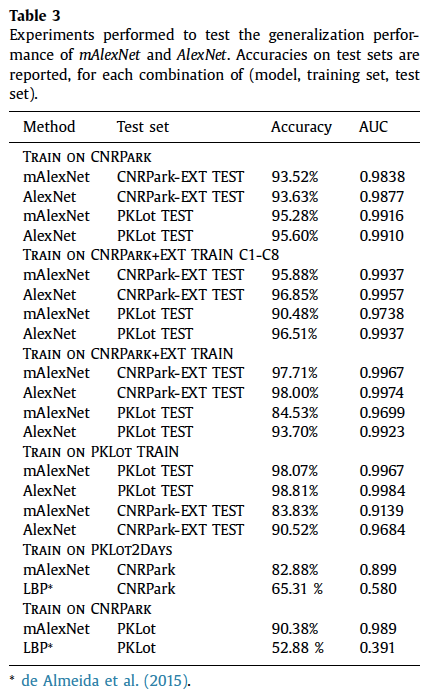 Table 3
Experiments performed to test the generalization perfor-
mance of mAlexNet and AlexNet. Accuracies on test sets are
reported, for each combination of (model, training set, test
set).
Method Test set Accuracy AUC
TRAIN ON CNRPARK
mAlexNet CNRPark-EXT TEST 93.52% 0.9838
AlexNet CNRPark-EXT TEST 93.63% 0.9877
mAlexNet PKLot TEST 95.28% 0.9916
AlexNet PKLot TEST 95.60% 0.9910
TRAIN ON CNRPARK+EXT TRAIN C1-C8
mAlexNet CNRPark-EXT TEST 95.88% 0.9937
AlexNet CNRPark-EXT TEST 96.85% 0.9957
mAlexNet PKLot TEST 90.48% 0.9738
AlexNet PKLot TEST 96.51% 0.9937
TRAIN ON CNRPARK+EXT TRAIN
mAlexNet CNRPark-EXT TEST 97.71% 0.9967
AlexNet CNRPark-EXT TEST 98.00% 0.9974
mAlexNet PKLot TEST 84.53% 0.9699
AlexNet PKLot TEST 93.70% 0.9923
TRAIN ON PKLOT TRAIN
mAlexNet PKLot TEST 98.07% 0.9967
AlexNet PKLot TEST 98.81% 0.9984
mAlexNet CNRPark-EXT TEST 83.83% 0.9139
AlexNet CNRPark-EXT TEST 90.52% 0.9684
TRAIN ON PKLOT2DAYS
mAlexNet CNRPark 82.88% 0.899
LBP* CNRPark 65.31 % 0.580
TRAIN ON CNRPARK
mAlexNet PKLot 90.38% 0.989
LBP* PKLot 52.88 % 0.391
* de Almeida et al. (2015).